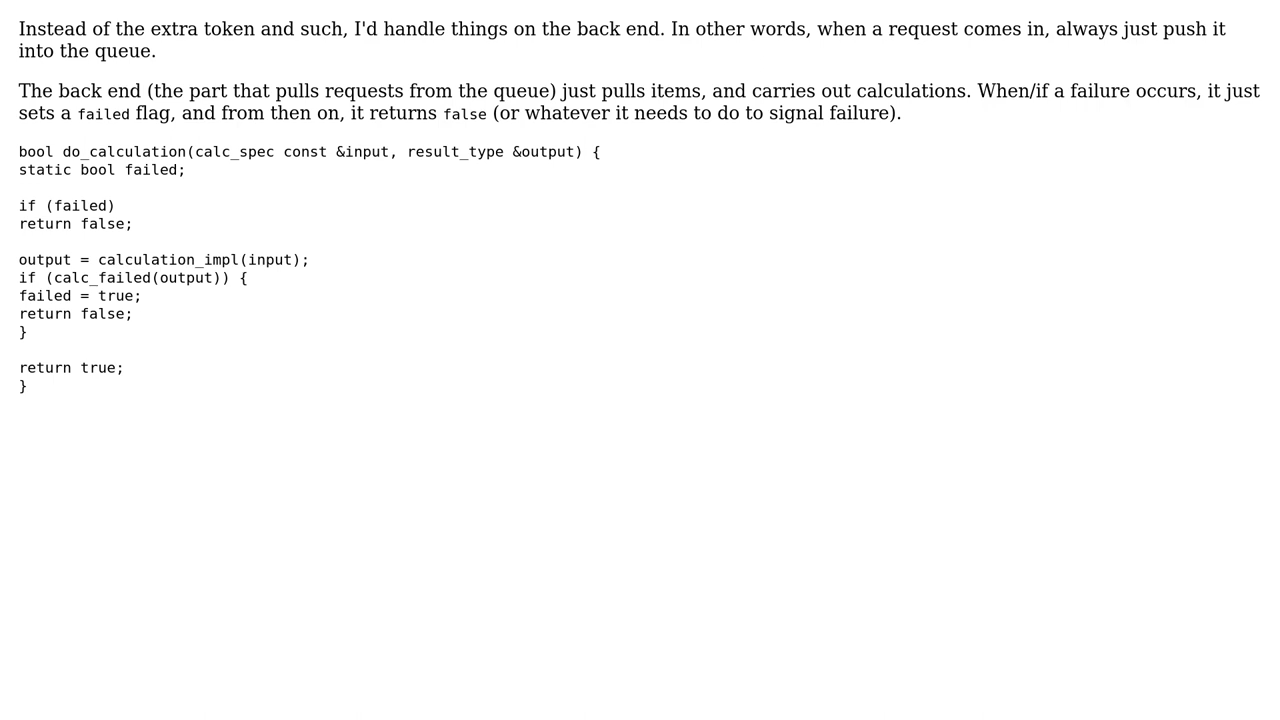 Instead of the extra token and such, I'd handle things on the back end. In other words, when a request comes in, always just push it
into the queue.
The back end (the part that pulls requests from the queue) just pulls items, and carries out calculations. When/if a failure occurs, it just
sets a failed flag, and from then on, it returns false (or whatever it needs to do to signal failure).
bool do_calculation(calc_spec const &input, result_type &output) {
static bool failed;
if (failed)
return false;
output = calculation_impl(input);
if (calc_failed(output)) {
failed = true;
return false;
}
return true;
}